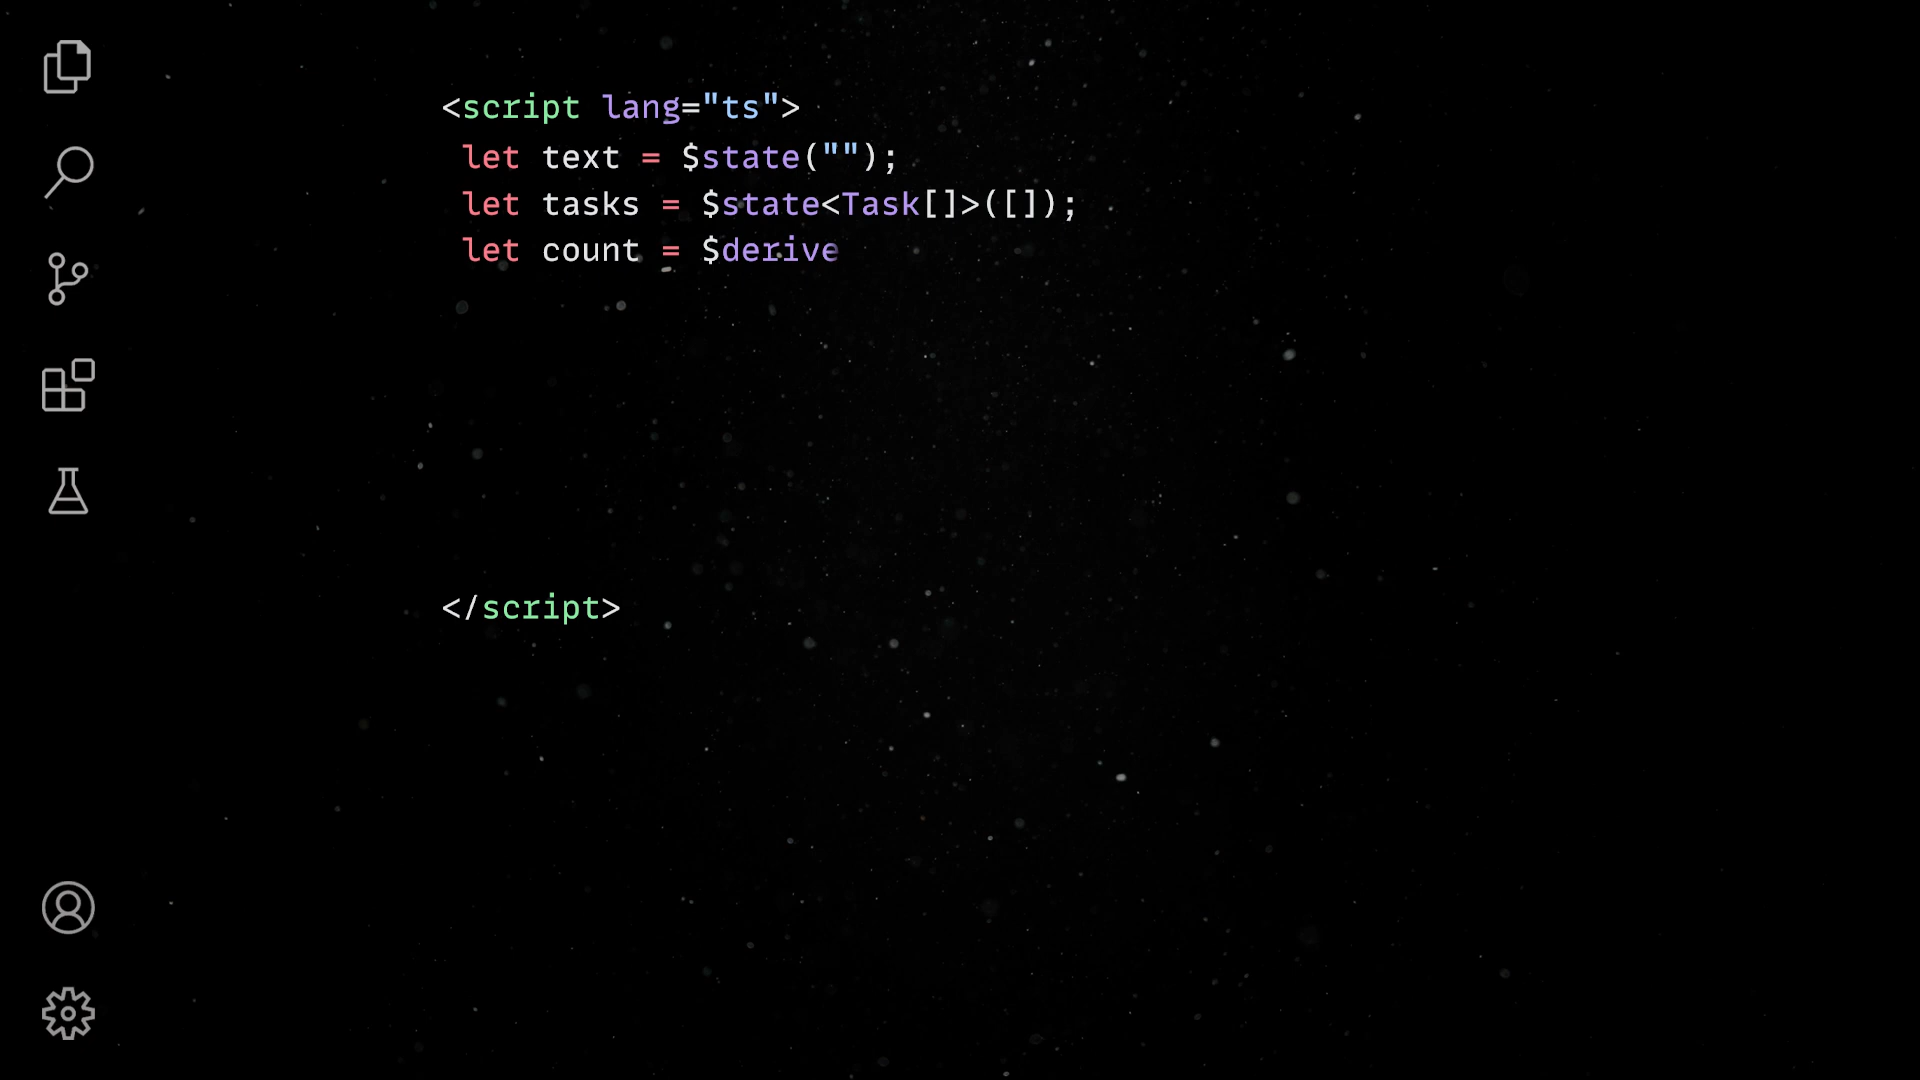 <script lang="ts">
let text = $state("");
let tasks = $state<Task[]>([]);
let count = $derive
</script>